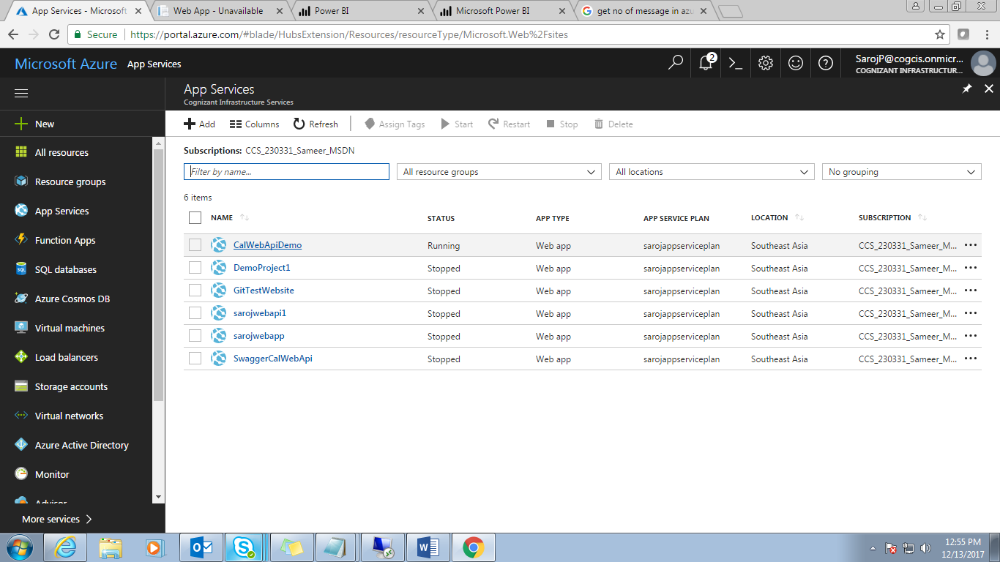 App Services - Microsoft
Web App - Unavailable
Power BI
Microsoft Power BI
get no of message in azu
Secure
https://portal.azure.com/#blade/HubsExtension/Resources/resourceType/Microsoft.Web%2Fsites
Microsoft Azure App Services
2
SarojP@cogcis.onmicr...
COGNIZANT INFRASTRUCTUR...
App Services
Cognizant Infrastructure Services
New
All resources
Resource groups
App Services
Function Apps
SQL databases
Azure Cosmos DB
Virtual machines
Load balancers
Storage accounts
Virtual networks
Azure Active Directory
Monitor
Advisor
More services
Add Columns Refresh Assign Tags Start Restart Stop Delete
Subscriptions: CCS_230331_Sameer_MSDN
Filter by name... All resource groups All locations No grouping
6 items
NAME STATUS APP TYPE APP SERVICE PLAN LOCATION SUBSCRIPTION
CalWebApiDemo Running Web app sarojappserviceplan Southeast Asia CCS_230331_Sameer_M...
DemoProject1 Stopped Web app sarojappserviceplan Southeast Asia CCS_230331_Sameer_M...
GitTestWebsite Stopped Web app sarojappserviceplan Southeast Asia CCS_230331_Sameer_M...
sarojwebapi1 Stopped Web app sarojappserviceplan Southeast Asia CCS_230331_Sameer_M...
sarojwebapp Stopped Web app sarojappserviceplan Southeast Asia CCS_230331_Sameer_M...
SwaggerCalWebApi Stopped Web app sarojappserviceplan Southeast Asia CCS_230331_Sameer_M...
12:55 PM
12/13/2017